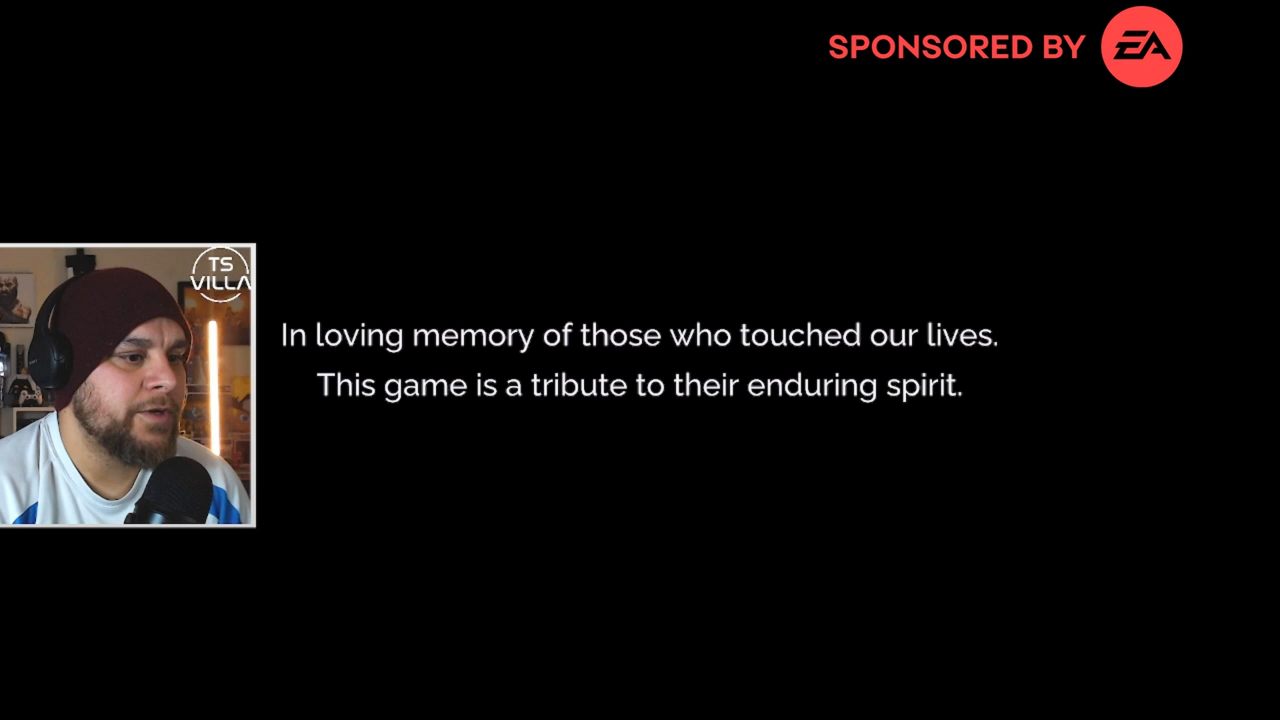 SPONSORED BY EA
TS
VILLA
In loving memory of those who touched our lives.
This game is a tribute to their enduring spirit.